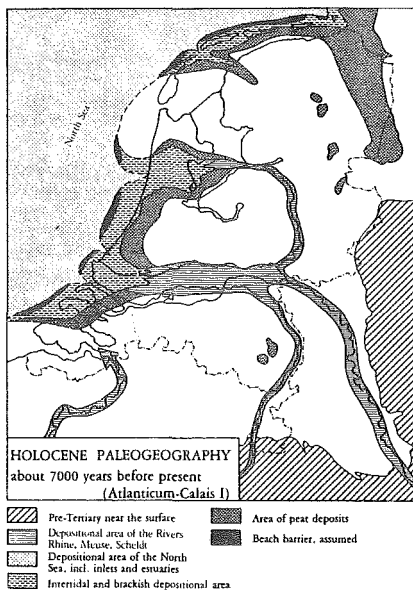 North Sea
HOLOCENE PALEOGEOGRAPHY
about 7000 years before present
(Atlanticum-Calais I)
Pre-Tertiary near the surface
Depositional area of the Rivers
Rhine, Meuse, Scheldt
Depositional area of the North
Sea, incl. inlets and estuaries
Intertidal and brackish depositional area
Area of peat deposits
Beach barrier, assumed